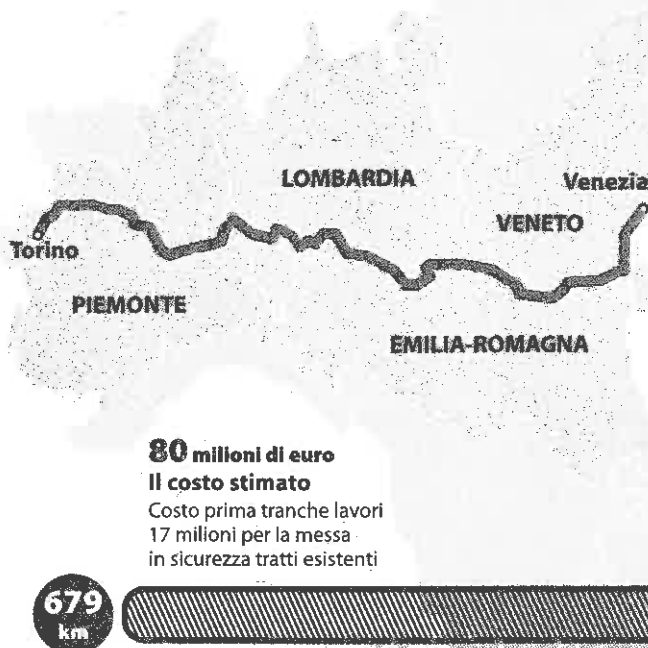 LOMBARDIA
Venezia
VENETO
Torino
PIEMONTE
EMILIA-ROMAGNA
80 milioni di euro
Il costo stimato
Costo prima tranche lavori
17 milioni per la messa
in sicurezza tratti esistenti
679
km